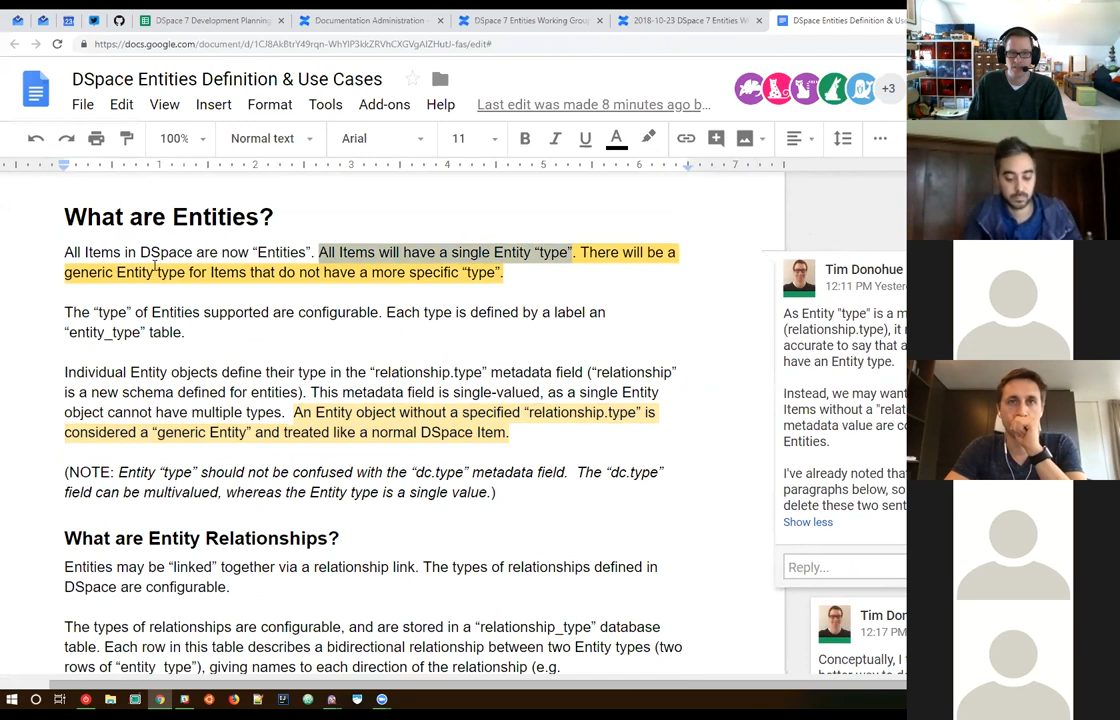 DSpace 7 Development Planning
Documentation Administration -
DSpace 7 Entities Working Grou
2018-10-23 DSpace 7 Entities W
DSpace Entities Definition & Us
DSpace Entities Definition & Use Cases
+3
File Edit View Insert Format Tools Add-ons Help Last edit was made 8 minutes ago b...
100% Normal text Arial 11 B I U A
1 2 3 4 5 6 7
What are Entities?
All Items in DSpace are now “Entities”. All Items will have a single Entity “type”. There will be a
generic Entity type for Items that do not have a more specific “type”.
The “type” of Entities supported are configurable. Each type is defined by a label an
“entity_type” table.
Individual Entity objects define their type in the “relationship.type” metadata field (“relationship”
is a new schema defined for entities). This metadata field is single-valued, as a single Entity
object cannot have multiple types. An Entity object without a specified “relationship.type” is
considered a “generic Entity” and treated like a normal DSpace Item.
(NOTE: Entity “type” should not be confused with the “dc.type” metadata field. The “dc.type”
field can be multivalued, whereas the Entity type is a single value.)
What are Entity Relationships?
Entities may be “linked” together via a relationship link. The types of relationships defined in
DSpace are configurable.
The types of relationships are configurable, and are stored in a “relationship_type” database
table. Each row in this table describes a bidirectional relationship between two Entity types (two
rows of “entity_type”), giving names to each direction of the relationship (e.g.
Tim Donohue
12:11 PM Yester
As Entity "type" is a m
(relationship.type), it
accurate to say that a
have an Entity type.
Instead, we may want
Items without a "relat
metadata value are c
Entities.
I've already noted tha
paragraphs below, so
delete these two sent
Show less
Reply...
Tim Don
12:17 PM
Conceptually, I